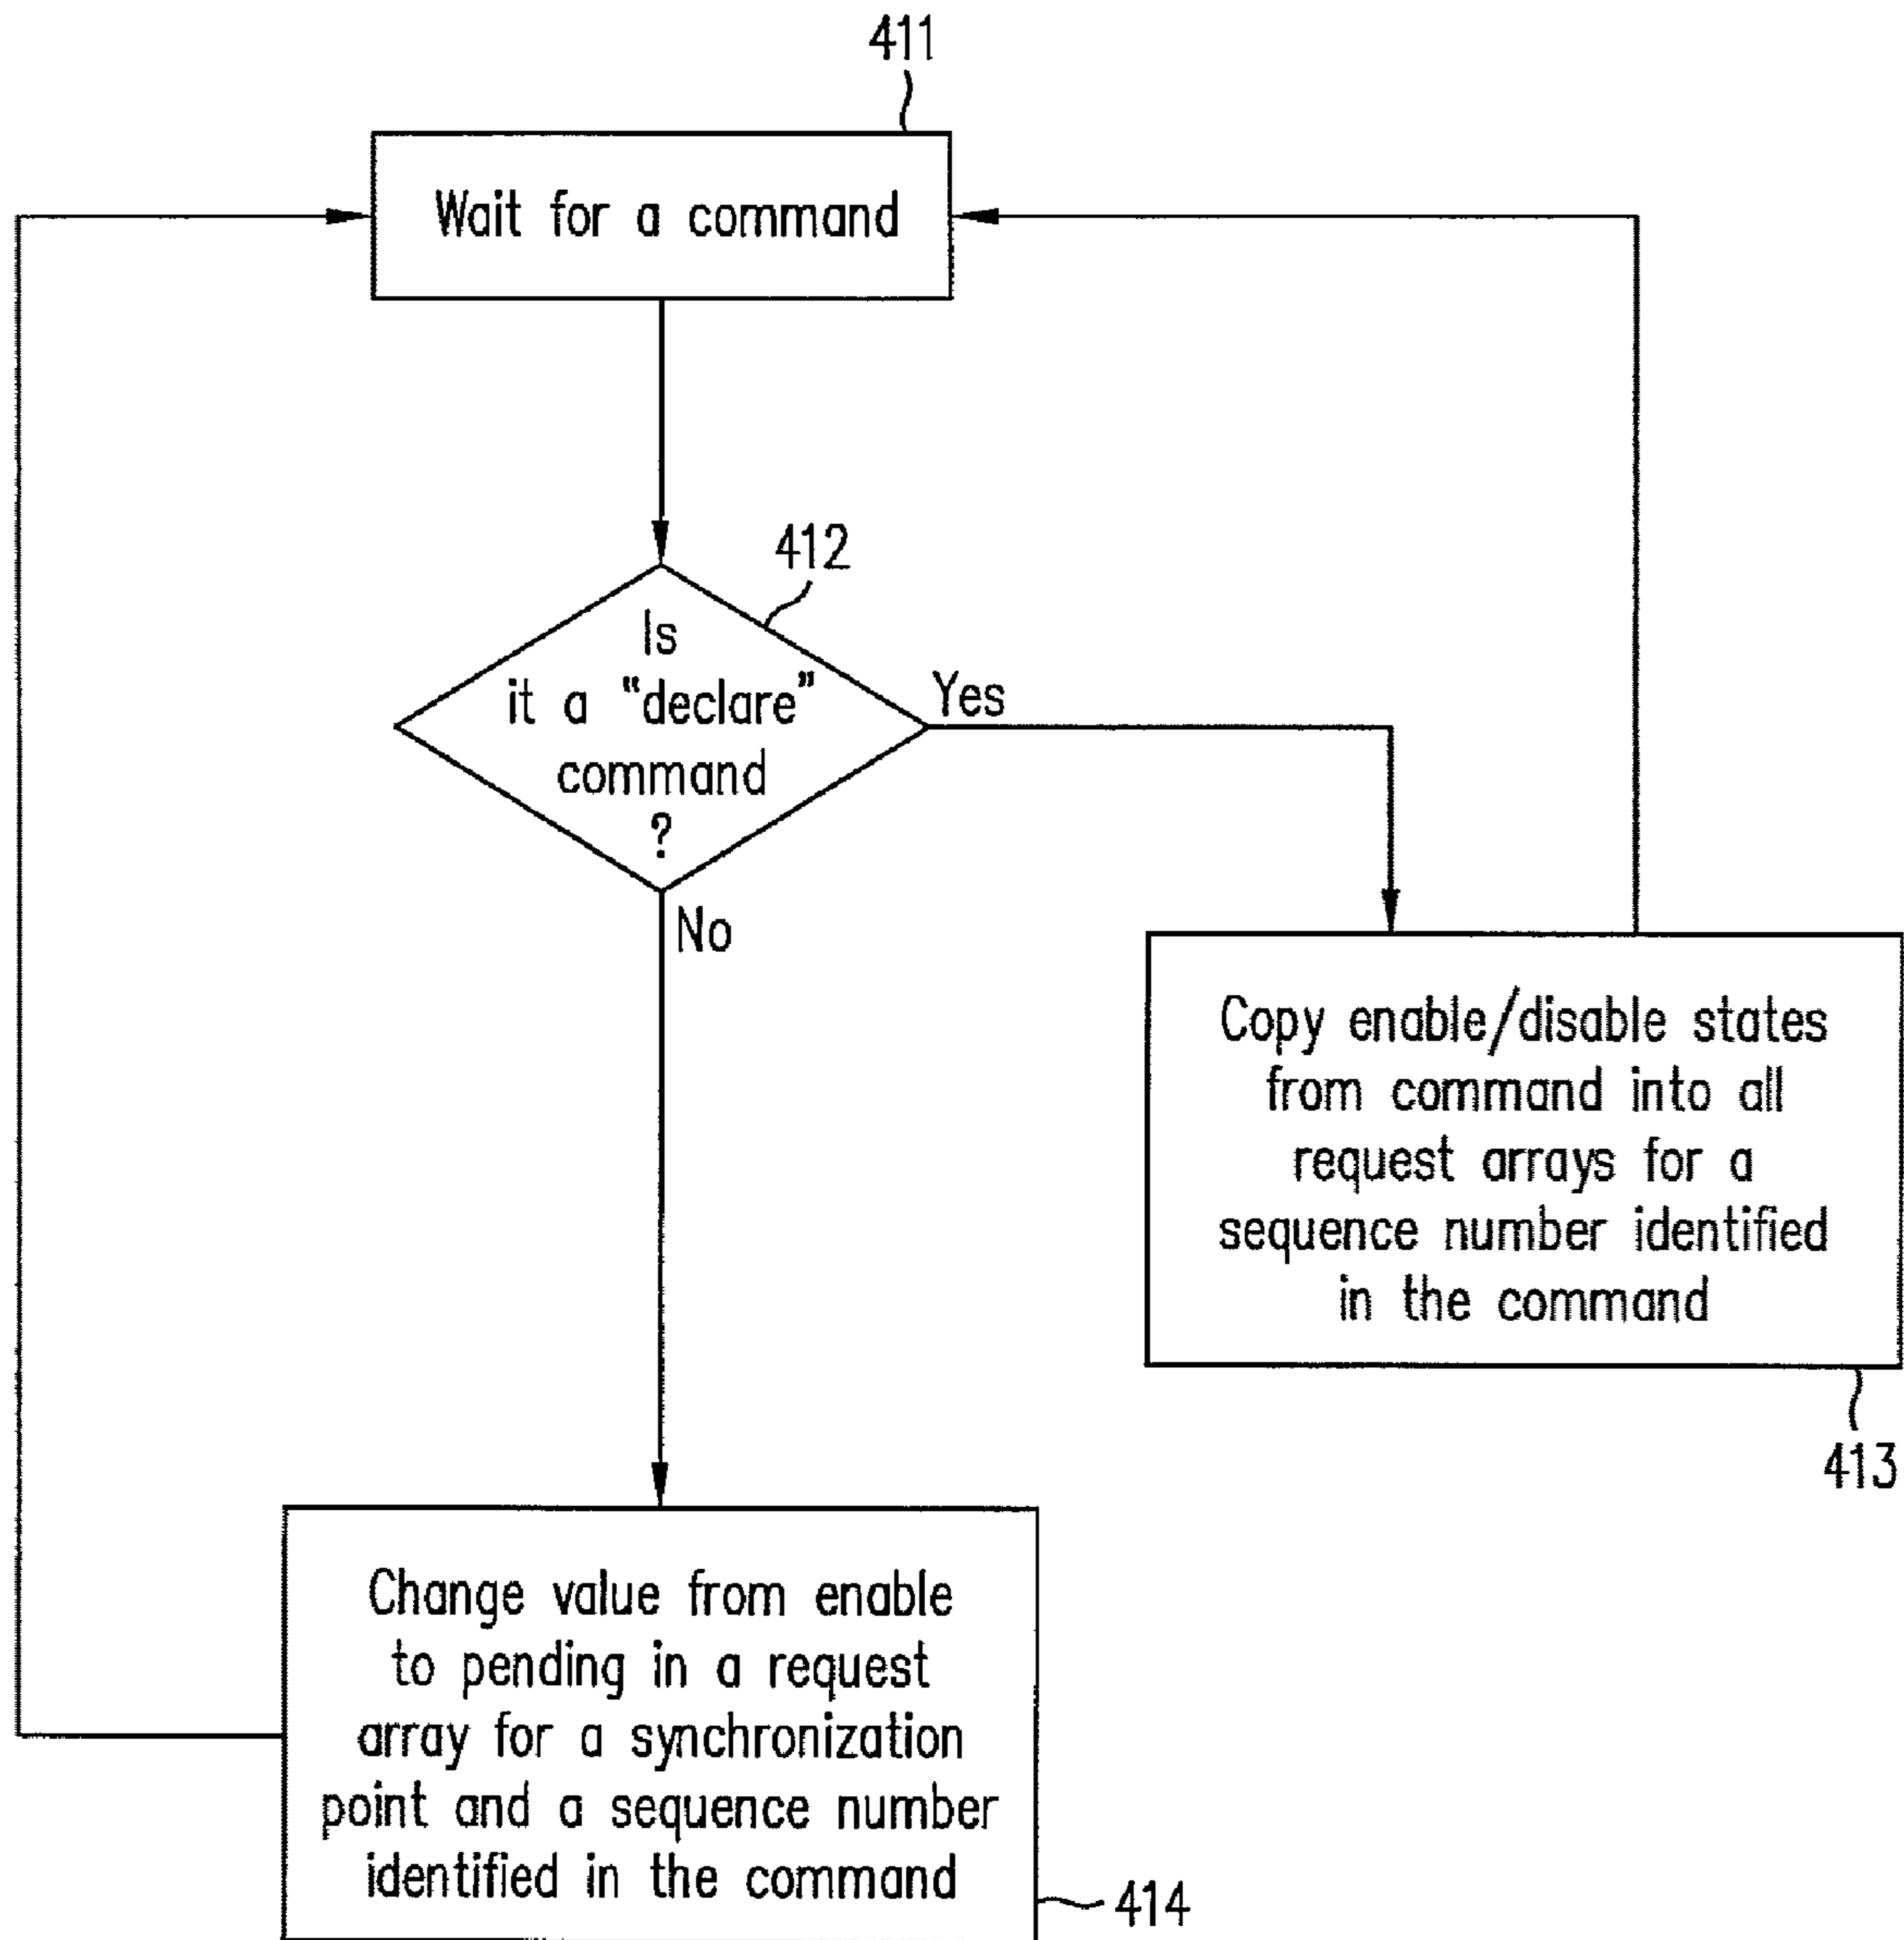 411
Wait for a command
412
Is
it a "declare"
command
?
Yes
No
Copy enable/disable states
from command into all
request arrays for a
sequence number identified
in the command
413
Change value from enable
to pending in a request
array for a synchronization
point and a sequence number
identified in the command
414